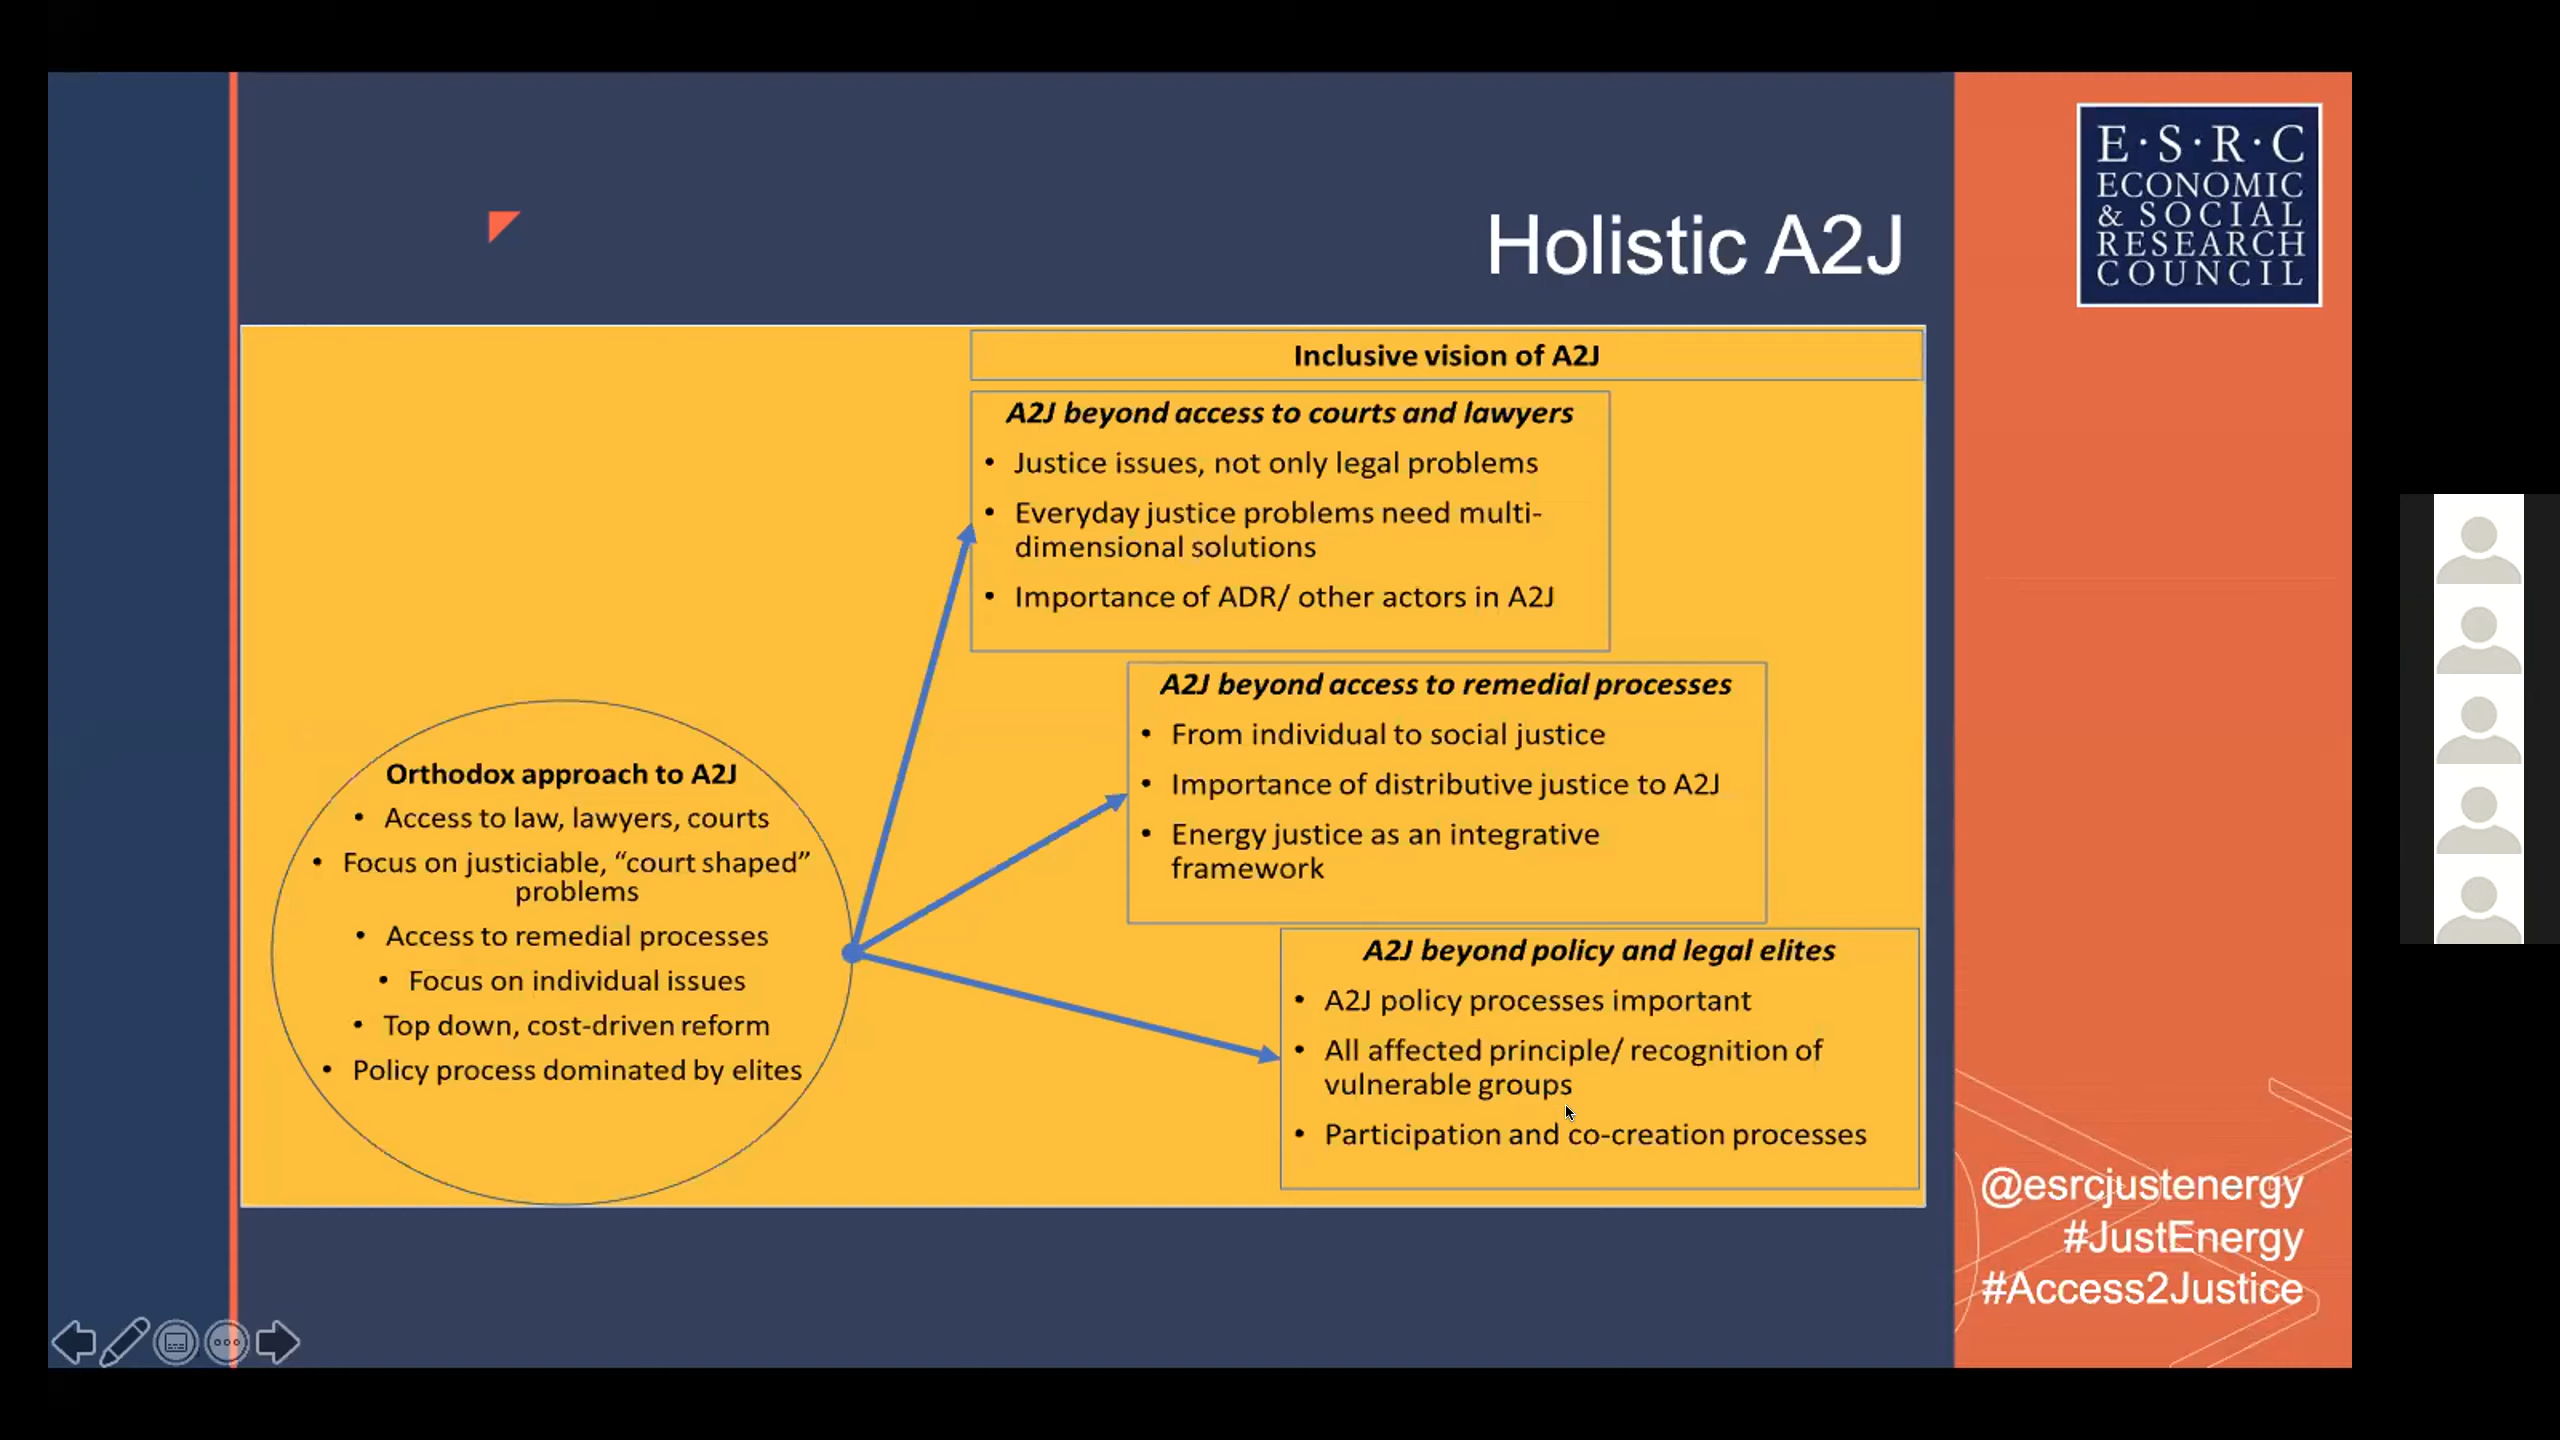 Holistic A2J
E·S·R·C
ECONOMIC
& SOCIAL
RESEARCH
COUNCIL
Inclusive vision of A2J
A2J beyond access to courts and lawyers
• Justice issues, not only legal problems
• Everyday justice problems need multi-
dimensional solutions
• Importance of ADR/ other actors in A2J
A2J beyond access to remedial processes
• From individual to social justice
• Importance of distributive justice to A2J
• Energy justice as an integrative
framework
Orthodox approach to A2J
• Access to law, lawyers, courts
• Focus on justiciable, “court shaped”
problems
• Access to remedial processes
• Focus on individual issues
• Top down, cost-driven reform
• Policy process dominated by elites
A2J beyond policy and legal elites
• A2J policy processes important
• All affected principle/ recognition of
vulnerable groups
• Participation and co-creation processes
@esrcjustenergy
#JustEnergy
#Access2Justice